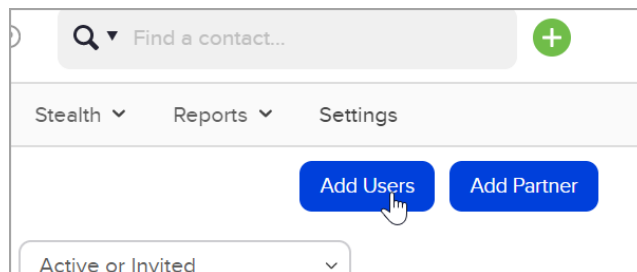 Find a contact...
Stealth Reports Settings
Add Users Add Partner
Active or Invited